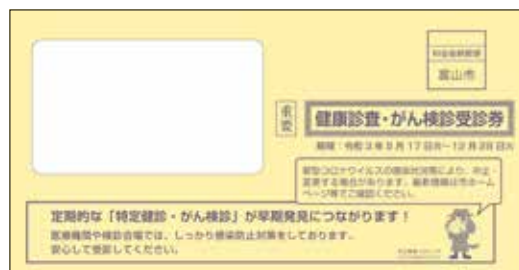 料金後納郵便
富山市
重要
健康診査・がん検診受診券
期間：令和3年5月17日㈪～12月28日㈫
新型コロナウイルスの感染状況等により、中止・
変更する場合があります。最新情報は市ホーム
ページ等でご確認ください。
定期的な「特定健診・がん検診」が早期発見につながります！
医療機関や検診会場では、しっかり感染防止対策をしております。
安心して受診してください。